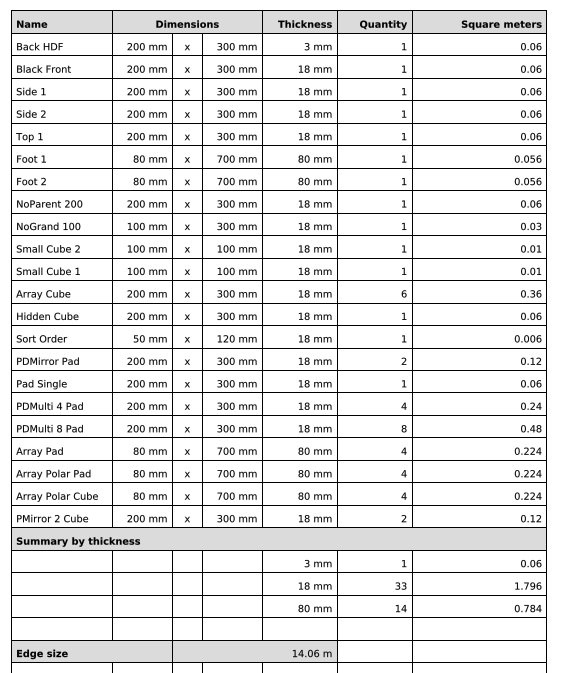 Name Dimensions Thickness Quantity Square meters
Back HDF 200 mm x 300 mm 3 mm 1 0.06
Black Front 200 mm x 300 mm 18 mm 1 0.06
Side 1 200 mm x 300 mm 18 mm 1 0.06
Side 2 200 mm x 300 mm 18 mm 1 0.06
Top 1 200 mm x 300 mm 18 mm 1 0.06
Foot 1 80 mm x 700 mm 80 mm 1 0.056
Foot 2 80 mm x 700 mm 80 mm 1 0.056
NoParent 200 200 mm x 300 mm 18 mm 1 0.06
NoGrand 100 100 mm x 300 mm 18 mm 1 0.03
Small Cube 2 100 mm x 100 mm 18 mm 1 0.01
Small Cube 1 100 mm x 100 mm 18 mm 1 0.01
Array Cube 200 mm x 300 mm 18 mm 6 0.36
Hidden Cube 200 mm x 300 mm 18 mm 1 0.06
Sort Order 50 mm x 120 mm 18 mm 1 0.006
PDMirror Pad 200 mm x 300 mm 18 mm 2 0.12
Pad Single 200 mm x 300 mm 18 mm 1 0.06
PDMulti 4 Pad 200 mm x 300 mm 18 mm 4 0.24
PDMulti 8 Pad 200 mm x 300 mm 18 mm 8 0.48
Array Pad 80 mm x 700 mm 80 mm 4 0.224
Array Polar Pad 80 mm x 700 mm 80 mm 4 0.224
Array Polar Cube 80 mm x 700 mm 80 mm 4 0.224
PMirror 2 Cube 200 mm x 300 mm 18 mm 2 0.12
Summary by thickness
3 mm 1 0.06
18 mm 33 1.796
80 mm 14 0.784
Edge size 14.06 m